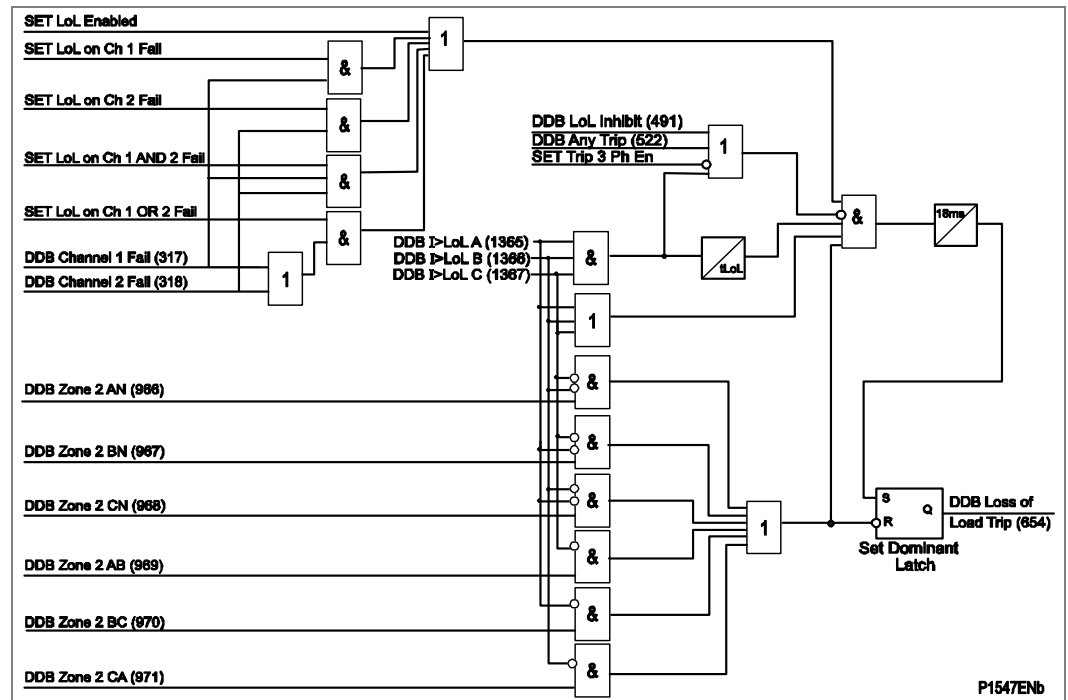 SET LoL Enabled
SET LoL on Ch 1 Fail
SET LoL on Ch 2 Fail
SET LoL on Ch 1 AND 2 Fail
SET LoL on Ch 1 OR 2 Fail
DDB Channel 1 Fail (317)
DDB Channel 2 Fail (318)
&
&
&
&
1
1
DDB LoL Inhibit (491)
DDB Any Trip (522)
SET Trip 3 Ph En
1
DDB I>LoL A (1365)
DDB I>LoL B (1366)
DDB I>LoL C (1367)
&
tLoL
1
&
18ms
DDB Zone 2 AN (966)
&
DDB Zone 2 BN (967)
&
DDB Zone 2 CN (968)
&
DDB Zone 2 AB (969)
&
DDB Zone 2 BC (970)
&
DDB Zone 2 CA (971)
&
1
S
Q
R
Set Dominant
Latch
DDB Loss of
Load Trip (654)
P1547ENb